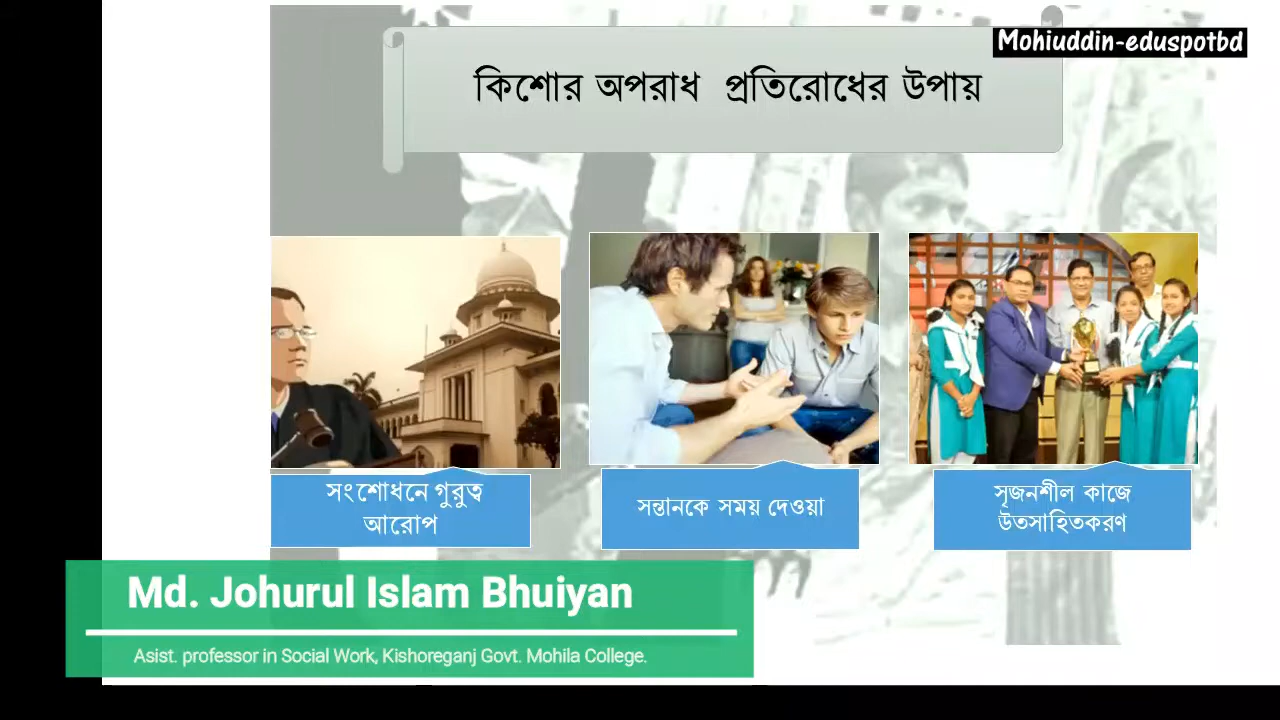 Mohiuddin-eduspotbd
কিশোর অপরাধ প্রতিরোধের উপায়
সংশোধনে গুরুত্ব
আরোপ
সন্তানকে সময় দেওয়া
সৃজনশীল কাজে
উতসাহিতকরণ
Md. Johurul Islam Bhuiyan
Asist. professor in Social Work, Kishoreganj Govt. Mohila College.